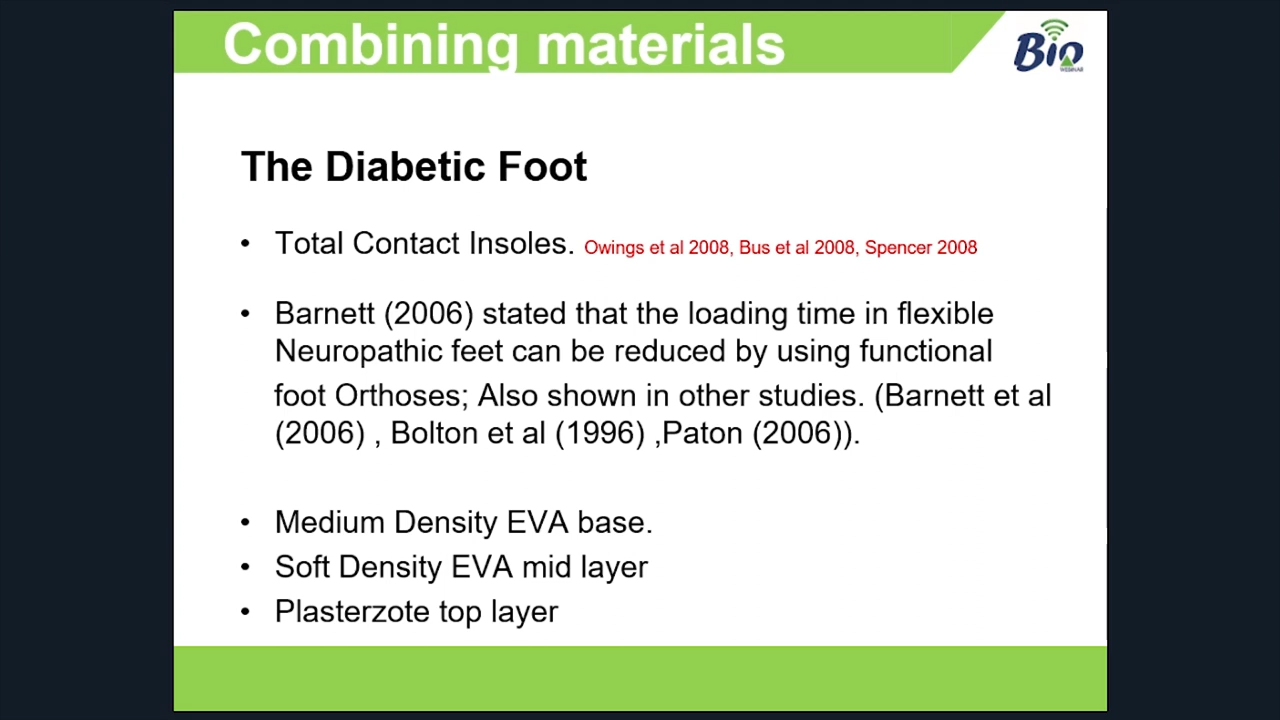 Combining materials
Bio
WEBINAR
The Diabetic Foot
• Total Contact Insoles. Owings et al 2008, Bus et al 2008, Spencer 2008
• Barnett (2006) stated that the loading time in flexible
Neuropathic feet can be reduced by using functional
foot Orthoses; Also shown in other studies. (Barnett et al
(2006) , Bolton et al (1996) ,Paton (2006)).
• Medium Density EVA base.
• Soft Density EVA mid layer
• Plasterzote top layer